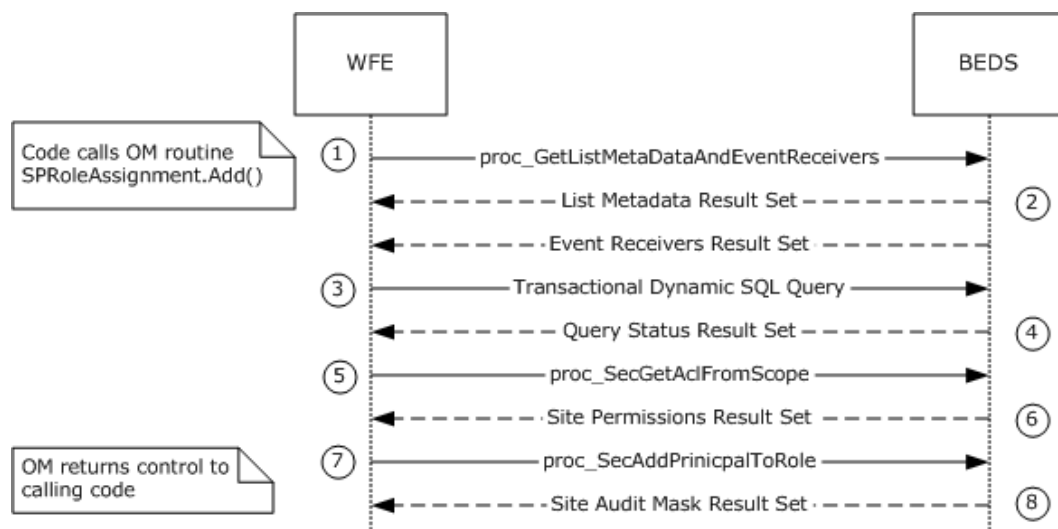 WFE
BEDS
Code calls OM routine
SPRoleAssignment.Add()
1
proc_GetListMetaDataAndEventReceivers
List Metadata Result Set
2
Event Receivers Result Set
3
Transactional Dynamic SQL Query
Query Status Result Set
4
5
proc_SecGetAclFromScope
Site Permissions Result Set
6
OM returns control to
calling code
7
proc_SecAddPrinicpalToRole
Site Audit Mask Result Set
8